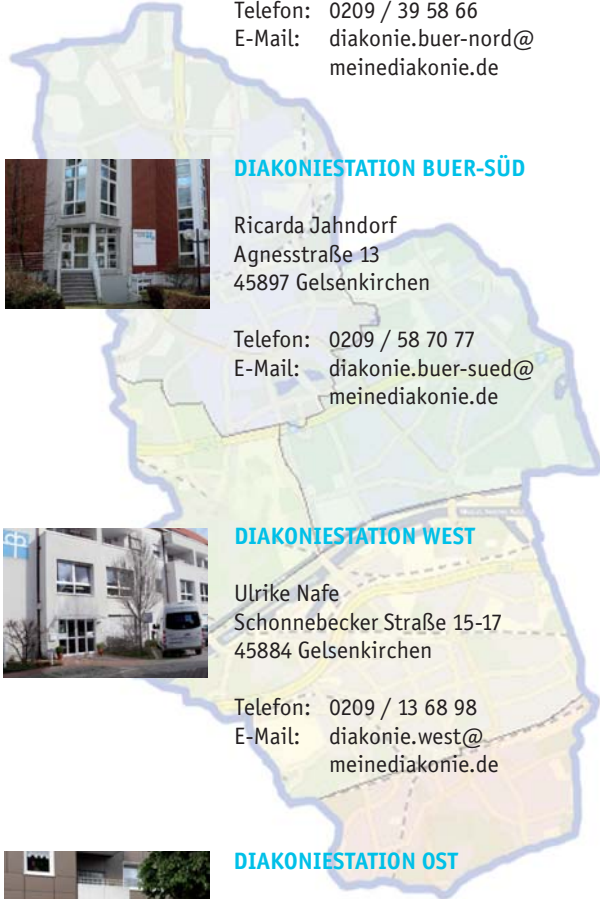 Telefon: 0209 / 39 58 66
E-Mail: diakonie.buer-nord@
meinediakonie.de
DIAKONIESTATION BUER-SÜD
Ricarda Jahndorf
Agnesstraße 13
45897 Gelsenkirchen
Telefon: 0209 / 58 70 77
E-Mail: diakonie.buer-sued@
meinediakonie.de
DIAKONIESTATION WEST
Ulrike Nafe
Schonnebecker Straße 15-17
45884 Gelsenkirchen
Telefon: 0209 / 13 68 98
E-Mail: diakonie.west@
meinediakonie.de
DIAKONIESTATION OST